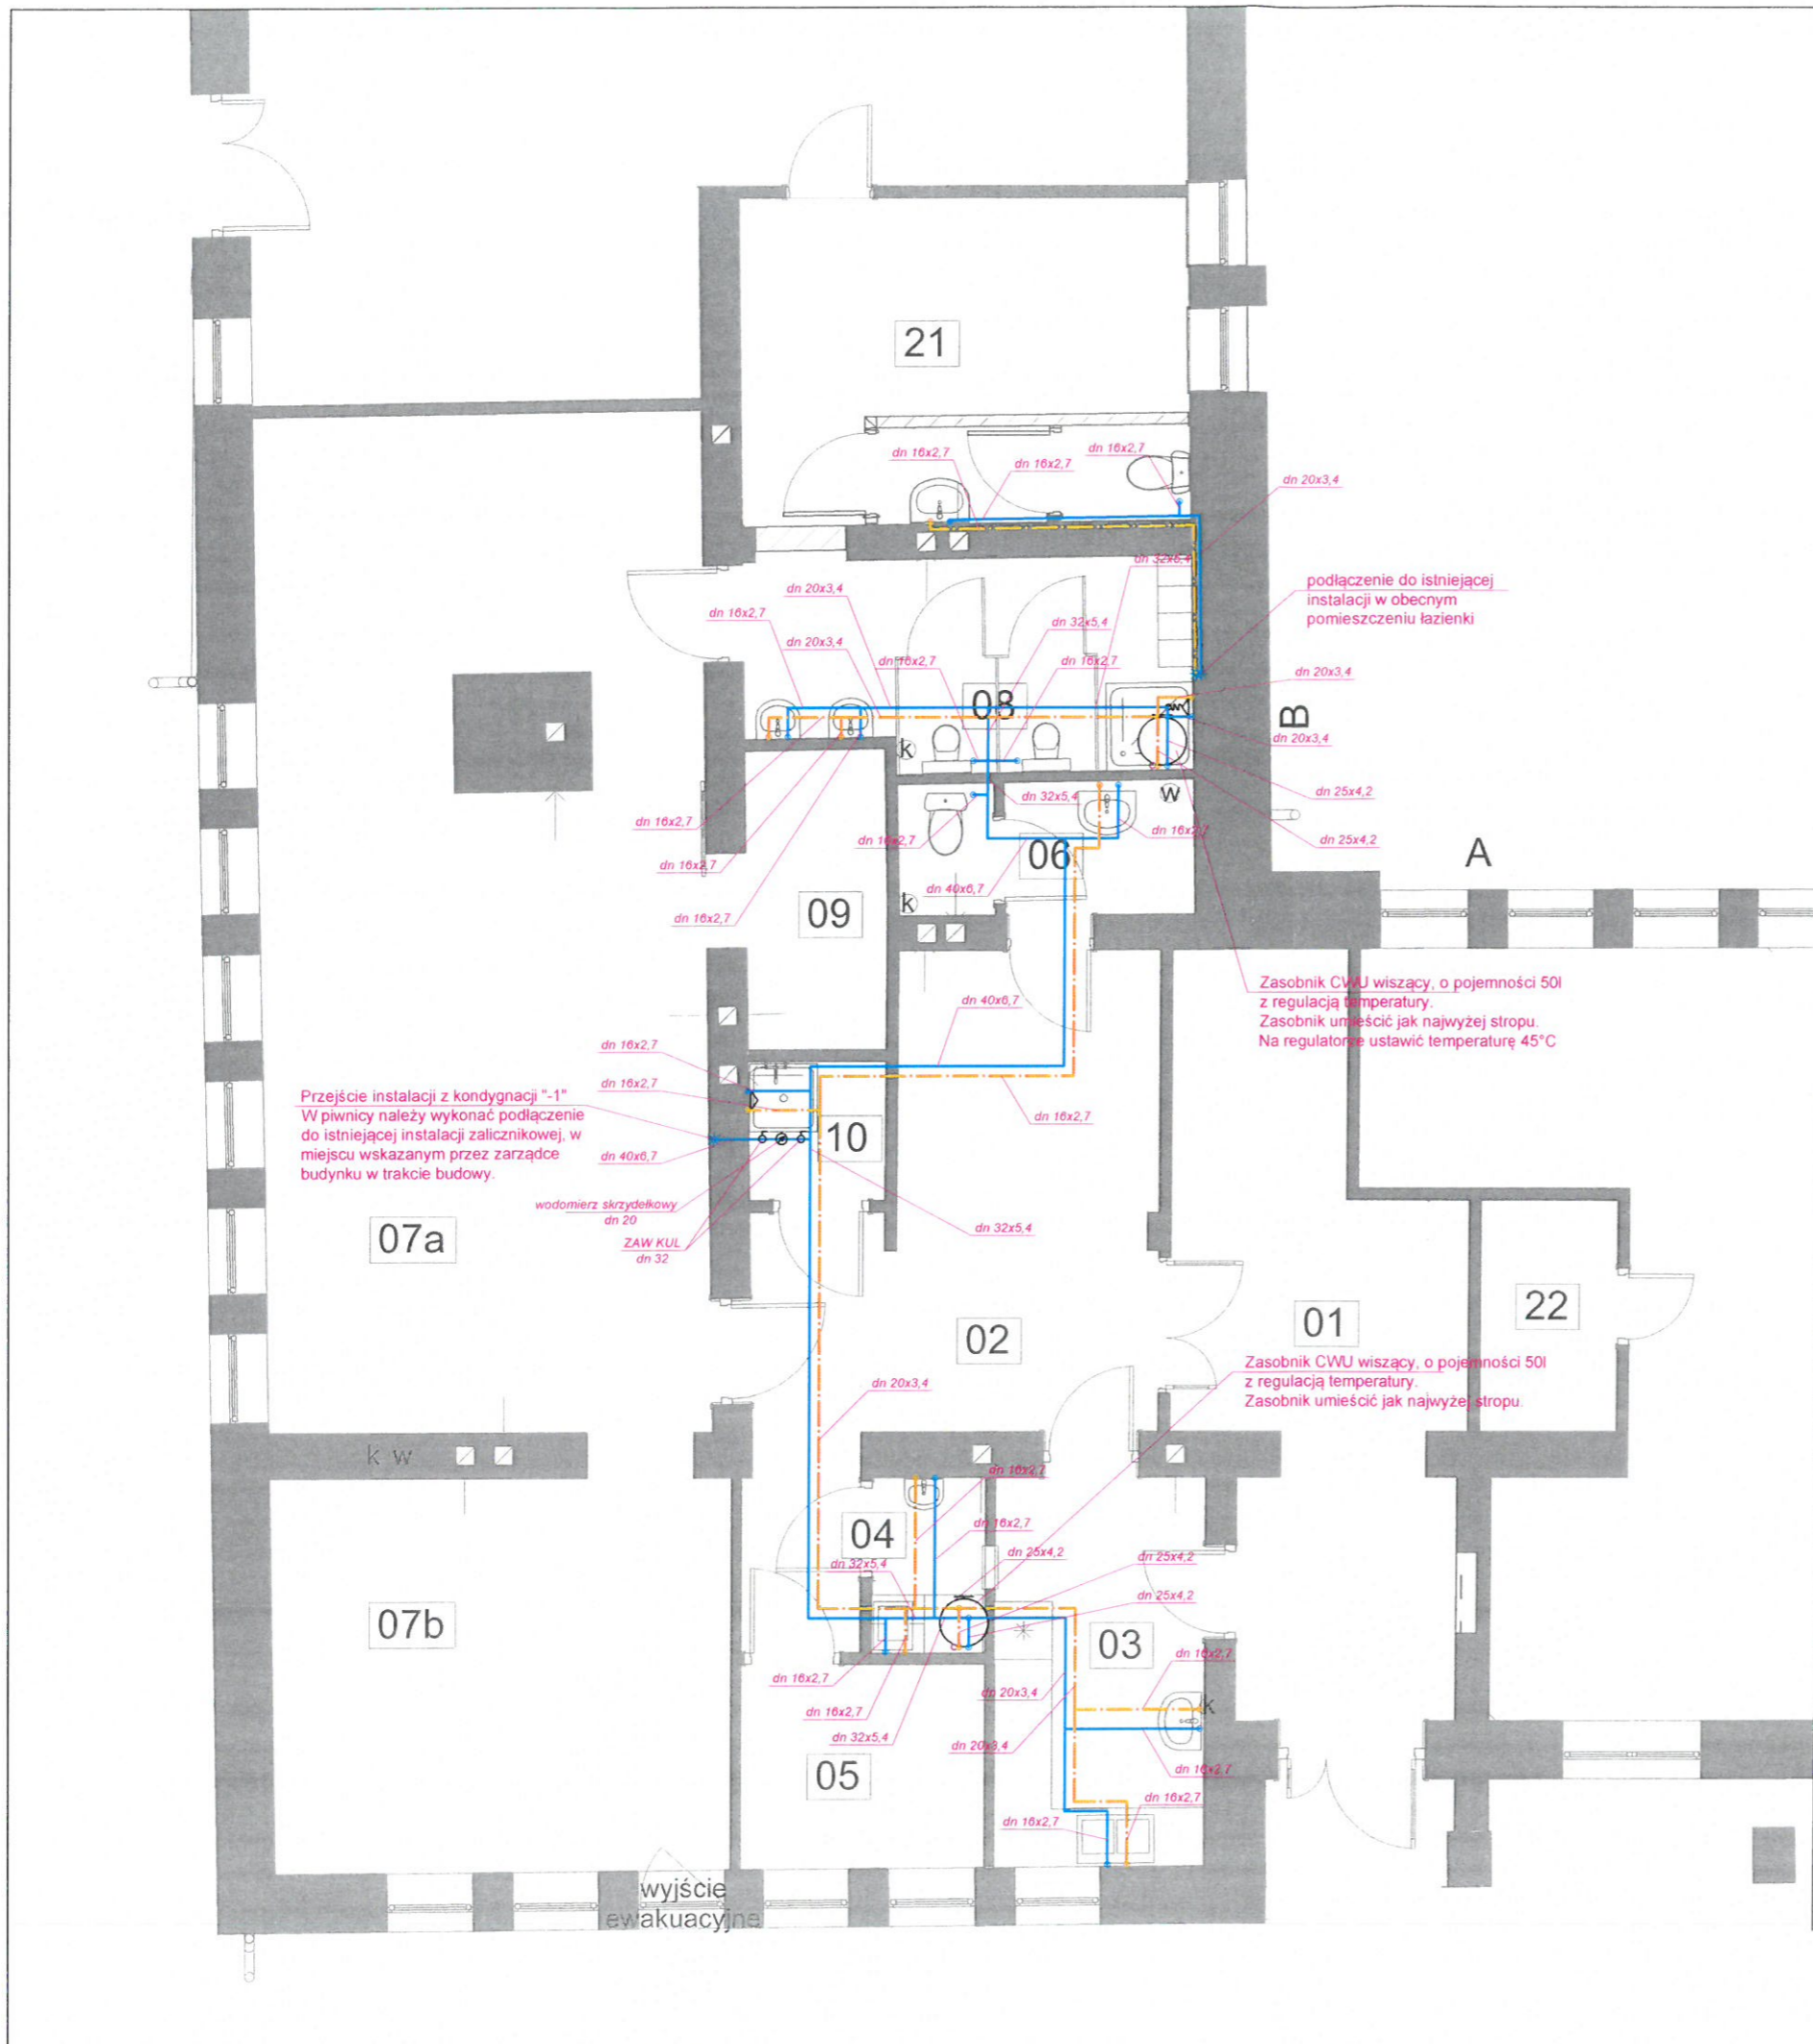 21
dn 16x2,7
dn 16x2,7
dn 16x2,7
dn 20x3,4
dn 32x5,4
podłączenie do istniejącej
instalacji w obecnym
pomieszczeniu łazienki
dn 20x3,4
dn 16x2,7
dn 20x3,4
dn 32x5,4
dn 16x2,7
dn 16x2,7
dn 20x3,4
08
B
dn 20x3,4
k
dn 25x4,2
w
dn 32x5,4
dn 16x2,7
dn 16x2,7
dn 16x2,7
dn 25x4,2
06
A
dn 16x2,7
dn 40x6,7
k
dn 16x2,7
09
Zasobnik CWU wiszący, o pojemności 50l
z regulacją temperatury.
Zasobnik umieścić jak najwyżej stropu.
Na regulatorze ustawić temperaturę 45°C
dn 40x6,7
dn 16x2,7
dn 16x2,7
Przejście instalacji z kondygnacji "-1"
W piwnicy należy wykonać podłączenie
do istniejącej instalacji zalicznikowej, w
miejscu wskazanym przez zarządce
budynku w trakcie budowy.
dn 16x2,7
10
dn 40x6,7
wodomierz skrzydełkowy
dn 20
ZAW KUL
dn 32
dn 32x5,4
07a
02
01
22
Zasobnik CWU wiszący, o pojemności 50l
z regulacją temperatury.
Zasobnik umieścić jak najwyżej stropu.
dn 20x3,4
k w
dn 16x2,7
04
dn 16x2,7
dn 25x4,2
dn 25x4,2
dn 32x5,4
dn 25x4,2
07b
03
dn 16x2,7
dn 16x2,7
dn 20x3,4
k
dn 16x2,7
dn 32x5,4
dn 20x3,4
05
dn 16x2,7
dn 16x2,7
dn 16x2,7
wyjście
ewakuacyjne